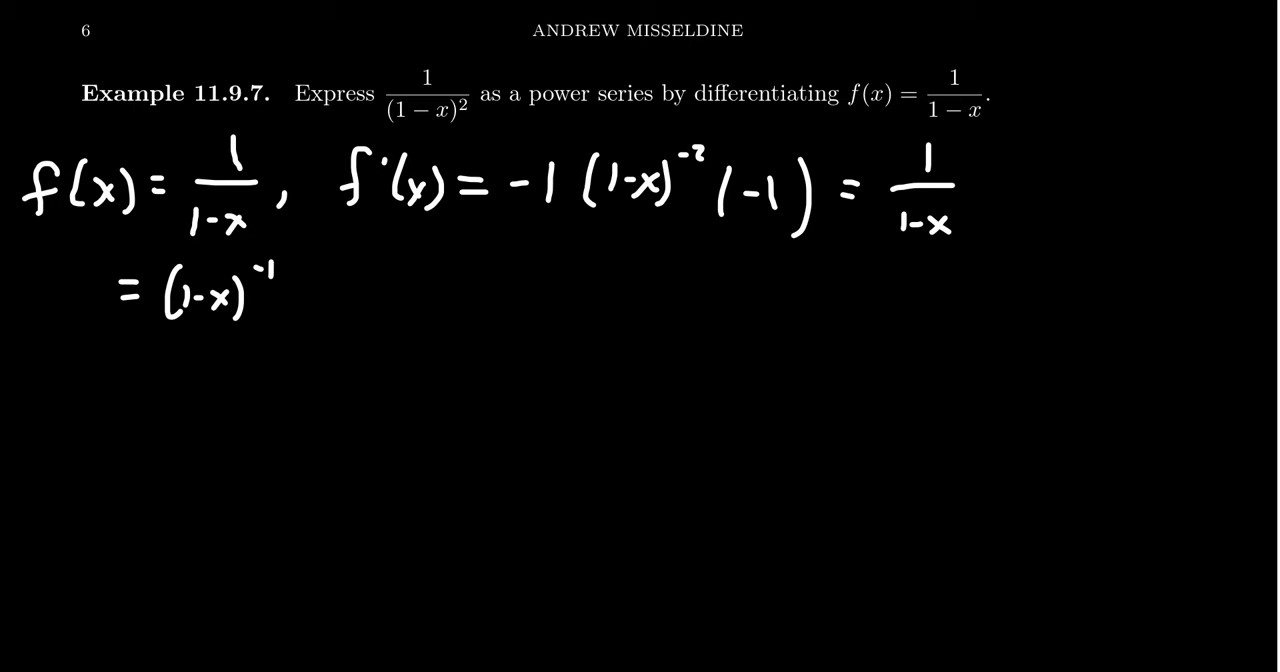 6 ANDREW MISSELDINE
Example 11.9.7. Express 1/(1 − x)² as a power series by differentiating f(x) = 1/(1 − x).
f(x) = 1/(1-x), f'(x) = -1 (1-x)⁻² (-1) = 1/(1-x)
= (1-x)⁻¹